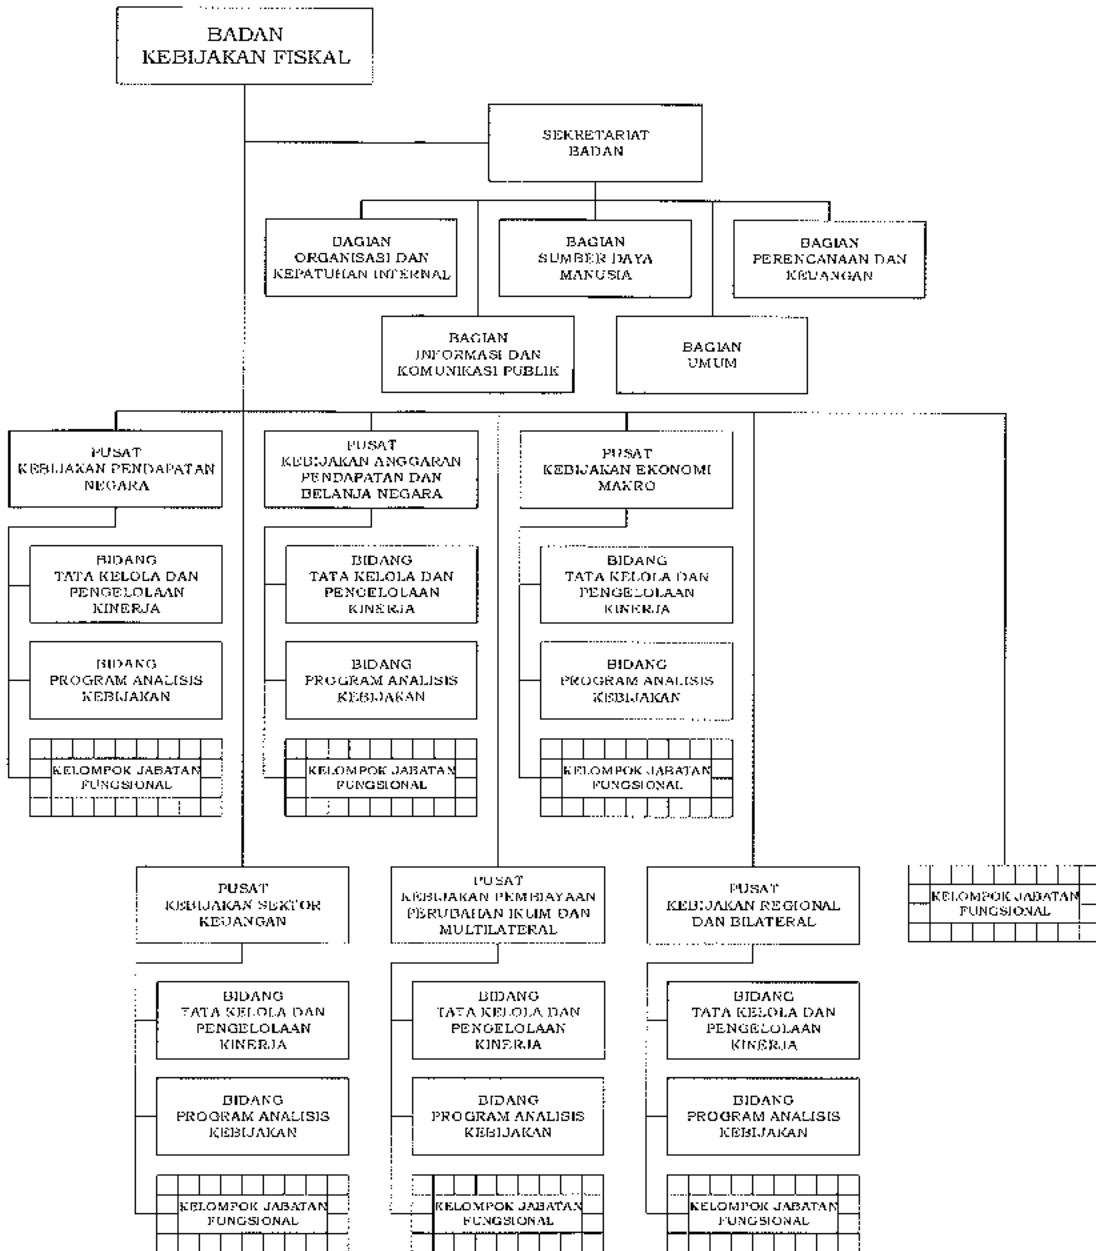 BADAN
KEBIJAKAN FISKAL
SEKRETARIAT
BADAN
BAGIAN
ORGANISASI DAN
KEPATUHAN INTERNAL
BAGIAN
SUMBER DAYA
MANUSIA
BAGIAN
PERENCANAAN DAN
KEUANGAN
BAGIAN
INFORMASI DAN
KOMUNIKASI PUBLIK
BAGIAN
UMUM
PUSAT
KEBIJAKAN PENDAPATAN
NEGARA
PUSAT
KEBIJAKAN ANGGARAN
PENDAPATAN DAN
BELANJA NEGARA
PUSAT
KEBIJAKAN EKONOMI
MAKRO
BIDANG
TATA KELOLA DAN
PENGELOLAAN
KINERJA
BIDANG
TATA KELOLA DAN
PENGELOLAAN
KINERJA
BIDANG
TATA KELOLA DAN
PENGELOLAAN
KINERJA
BIDANG
PROGRAM ANALISIS
KEBIJAKAN
BIDANG
PROGRAM ANALISIS
KEBIJAKAN
BIDANG
PROGRAM ANALISIS
KEBIJAKAN
KELOMPOK JABATAN
FUNGSIONAL
KELOMPOK JABATAN
FUNGSIONAL
KELOMPOK JABATAN
FUNGSIONAL
PUSAT
KEBIJAKAN SEKTOR
KEUANGAN
PUSAT
KEBIJAKAN PEMBIAYAAN
PERUBAHAN IKLIM DAN
MULTILATERAL
PUSAT
KEBIJAKAN REGIONAL
DAN BILATERAL
KELOMPOK JABATAN
FUNGSIONAL
BIDANG
TATA KELOLA DAN
PENGELOLAAN
KINERJA
BIDANG
TATA KELOLA DAN
PENGELOLAAN
KINERJA
BIDANG
TATA KELOLA DAN
PENGELOLAAN
KINERJA
BIDANG
PROGRAM ANALISIS
KEBIJAKAN
BIDANG
PROGRAM ANALISIS
KEBIJAKAN
BIDANG
PROGRAM ANALISIS
KEBIJAKAN
KELOMPOK JABATAN
FUNGSIONAL
KELOMPOK JABATAN
FUNGSIONAL
KELOMPOK JABATAN
FUNGSIONAL